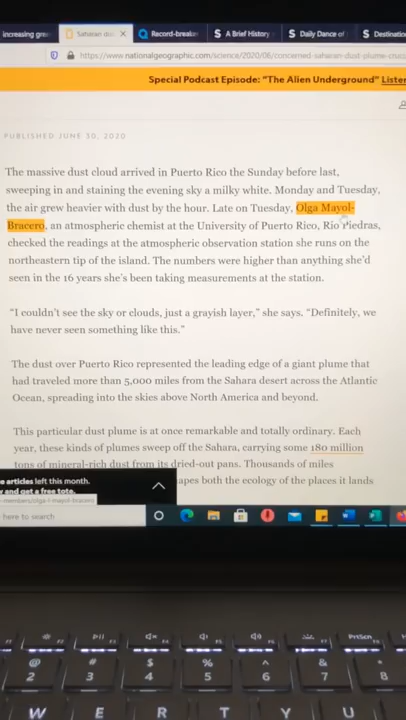 increasing gree
Saharan dus
Record-breakin
A Brief History
Daily Dance of
Destination
https://www.nationalgeographic.com/science/2020/06/concerned-saharan-dust-plume-
Special Podcast Episode: "The Alien Underground" Listen
PUBLISHED JUNE 30, 2020
The massive dust cloud arrived in Puerto Rico the Sunday before last,
sweeping in and staining the evening sky a milky white. Monday and Tuesday,
the air grew heavier with dust by the hour. Late on Tuesday, Olga Mayol-
Bracero, an atmospheric chemist at the University of Puerto Rico, Rio Piedras,
checked the readings at the atmospheric observation station she runs on the
northeastern tip of the island. The numbers were higher than anything she'd
seen in the 16 years she's been taking measurements at the station.
"I couldn't see the sky or clouds, just a grayish layer," she says. "Definitely, we
have never seen something like this."
The dust over Puerto Rico represented the leading edge of a giant plume that
had traveled more than 5,000 miles from the Sahara desert across the Atlantic
Ocean, spreading into the skies above North America and beyond.
This particular dust plume is at once remarkable and totally ordinary. Each
year, these kinds of plumes sweep off the Sahara, carrying some 180 million
tons of mineral-rich dust from its dried-out pans. Thousands of miles
apes both the ecology of the places it lands
e articles left this month.
and get a free tote.
here to search
PrtScn
@ # $ % ^ & *
2 3 4 5 6 7 8
W E R T Y U